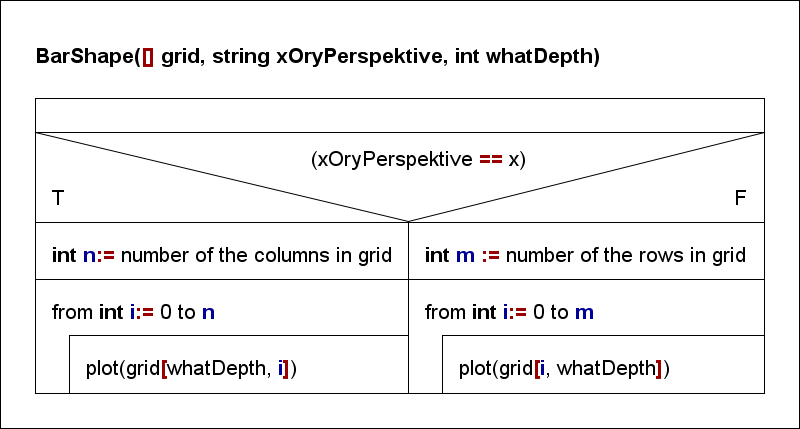 BarShape([] grid, string xOryPerspektive, int whatDepth)
(xOryPerspektive == x)
T
F
int n:= number of the columns in grid
int m := number of the rows in grid
from int i:= 0 to n
from int i:= 0 to m
plot(grid[whatDepth, i])
plot(grid[i, whatDepth])